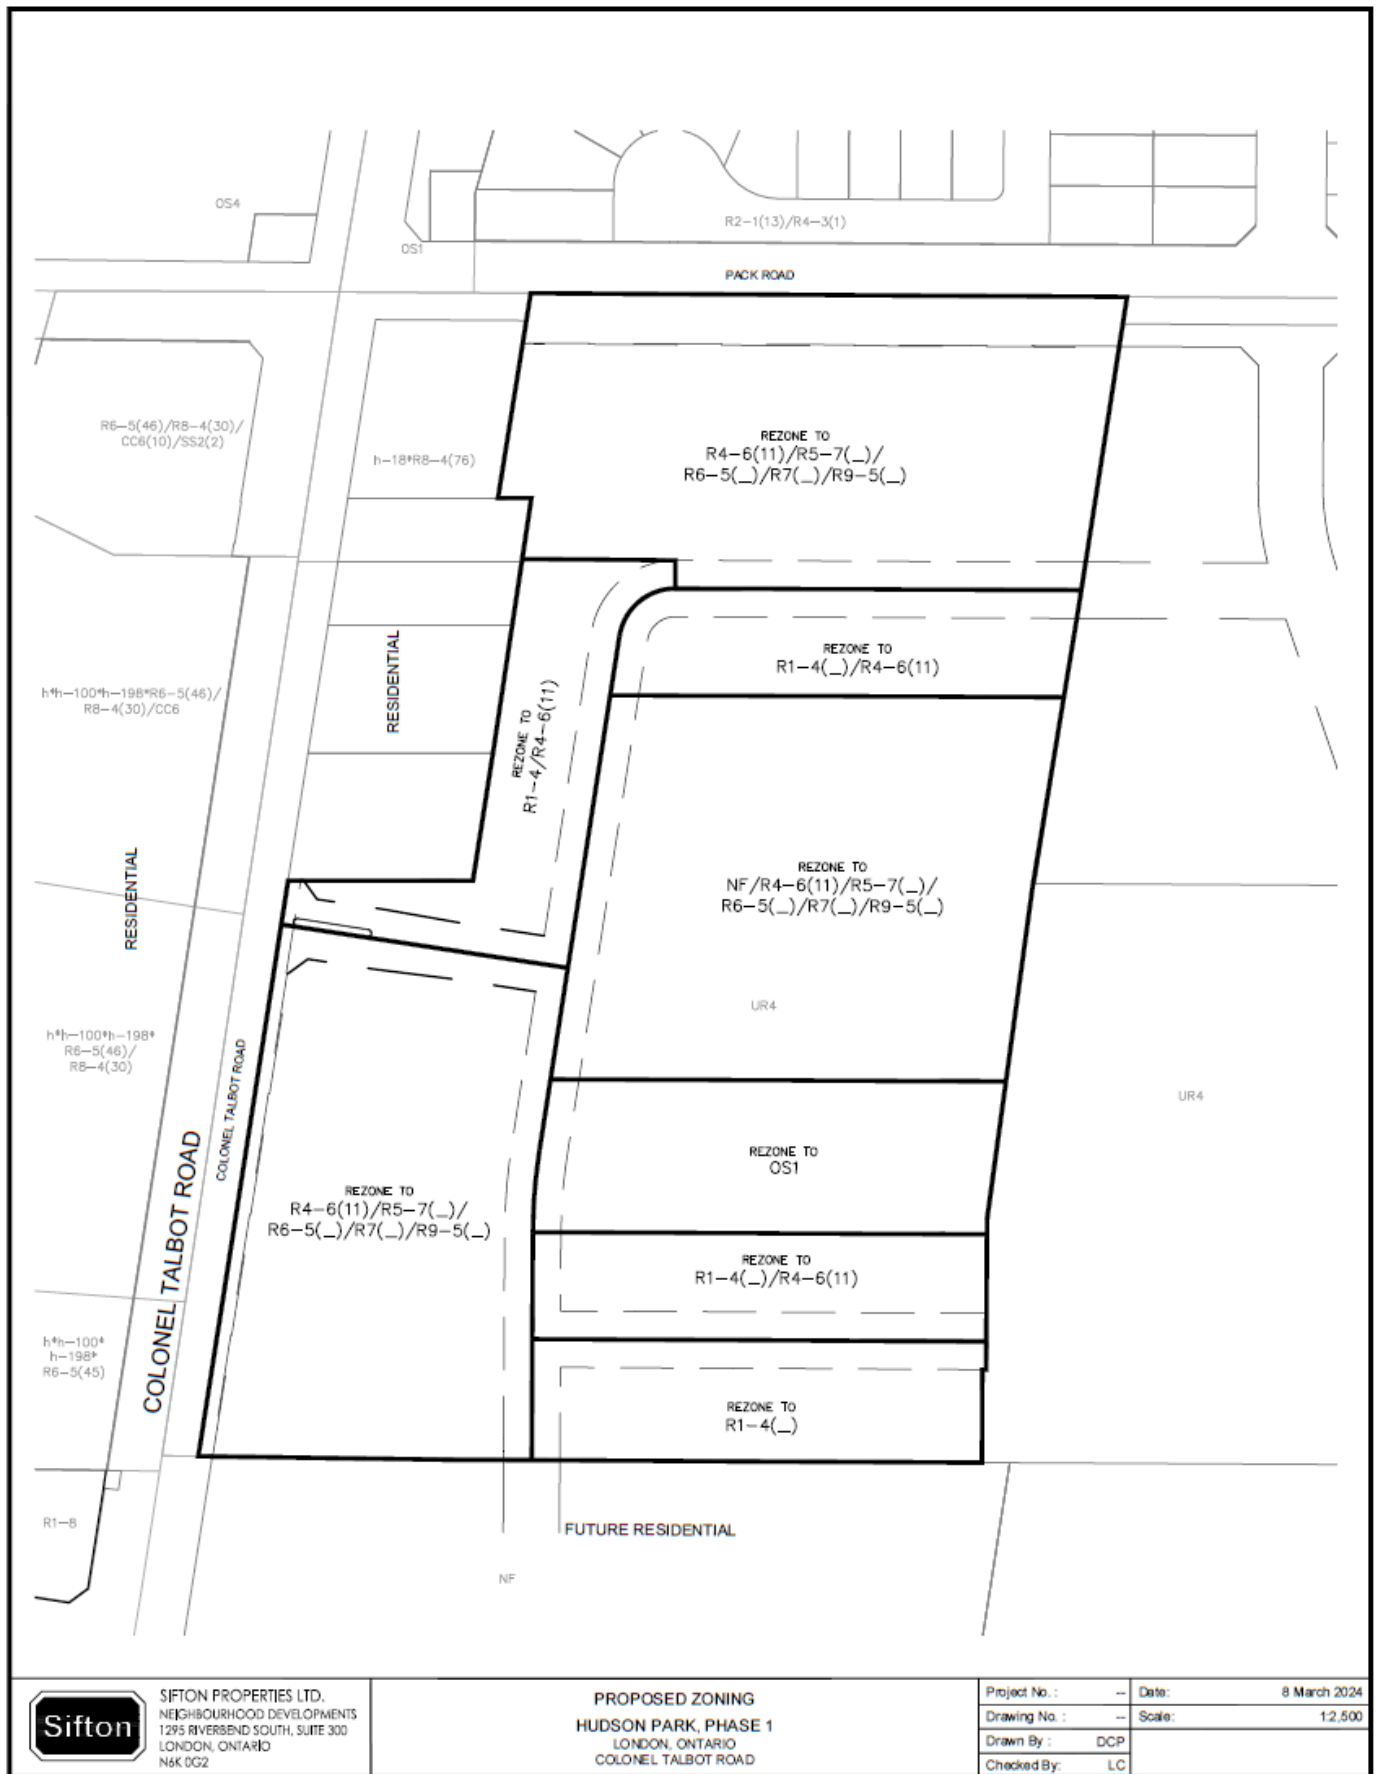 OS4
OS1
R2-1(13)/R4-3(1)
PACK ROAD
R6-5(46)/R8-4(30)/
CC6(10)/SS2(2)
h-18*R8-4(76)
REZONE TO
R4-6(11)/R5-7(_)/
R6-5(_)/R7(_)/R9-5(_)
REZONE TO
R1-4(_)/R4-6(11)
RESIDENTIAL
h*h-100*h-198*R6-5(46)/
R8-4(30)/CC6
REZONE TO
R1-4/R4-6(11)
REZONE TO
NF/R4-6(11)/R5-7(_)/
R6-5(_)/R7(_)/R9-5(_)
RESIDENTIAL
UR4
h*h-100*h-198*
R6-5(46)/
R8-4(30)
COLONEL TALBOT ROAD
UR4
COLONEL TALBOT ROAD
REZONE TO
OS1
REZONE TO
R4-6(11)/R5-7(_)/
R6-5(_)/R7(_)/R9-5(_)
REZONE TO
R1-4(_)/R4-6(11)
h*h-100*
h-198*
R6-5(45)
REZONE TO
R1-4(_)
R1-8
FUTURE RESIDENTIAL
NF
Sifton
SIFTON PROPERTIES LTD.
NEIGHBOURHOOD DEVELOPMENTS
1295 RIVERBEND SOUTH, SUITE 300
LONDON, ONTARIO
N6K 0G2
PROPOSED ZONING
HUDSON PARK, PHASE 1
LONDON, ONTARIO
COLONEL TALBOT ROAD
Project No. : --
Drawing No. : --
Drawn By : DCP
Checked By: LC
Date: 8 March 2024
Scale: 1:2,500